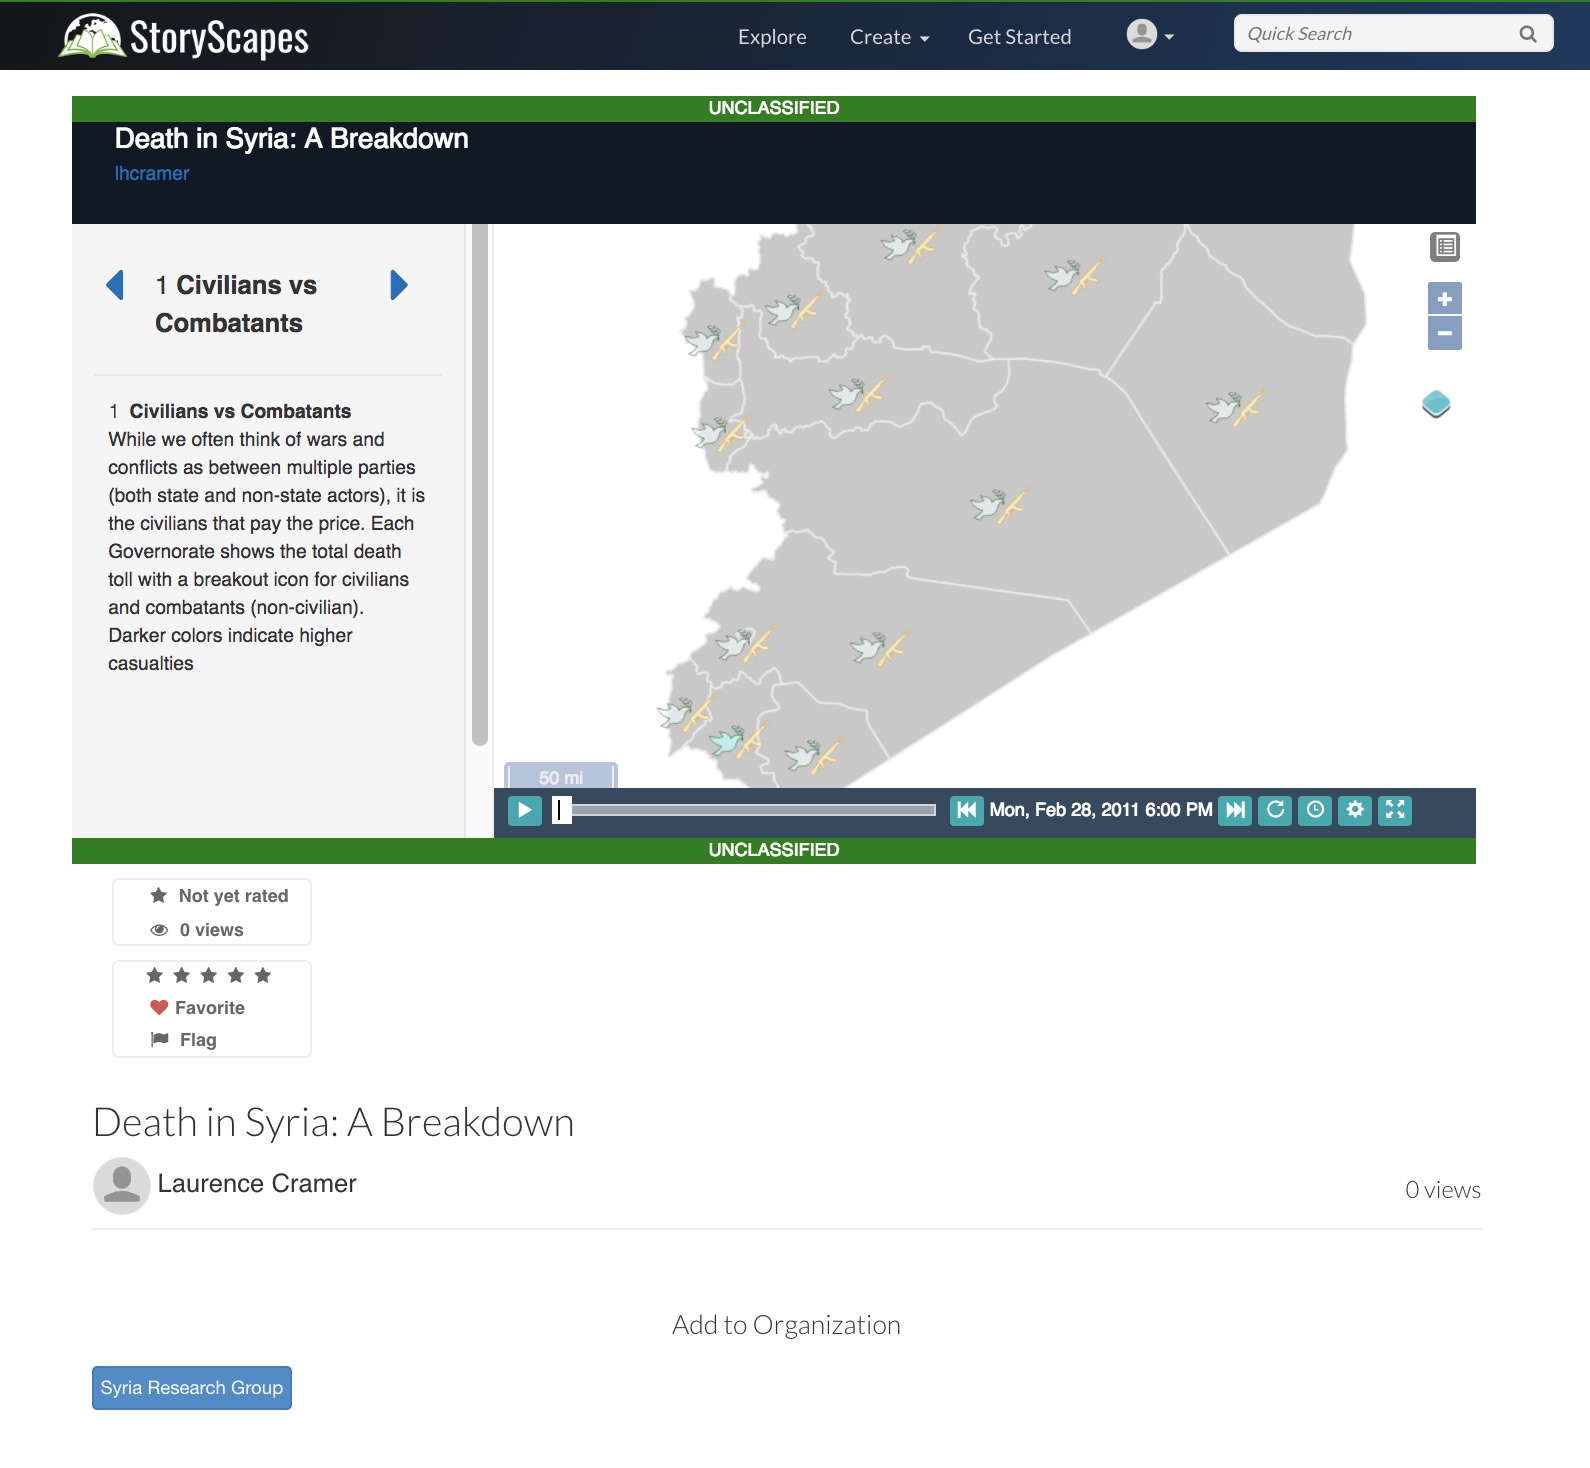 StoryScapes
Explore
Create
Get Started
Quick Search
UNCLASSIFIED
Death in Syria: A Breakdown
lhcramer
1 Civilians vs
Combatants
1 Civilians vs Combatants
While we often think of wars and
conflicts as between multiple parties
(both state and non-state actors), it is
the civilians that pay the price. Each
Governorate shows the total death
toll with a breakout icon for civilians
and combatants (non-civilian).
Darker colors indicate higher
casualties
50 mi
Mon, Feb 28, 2011 6:00 PM
UNCLASSIFIED
Not yet rated
0 views
Favorite
Flag
Death in Syria: A Breakdown
Laurence Cramer
0 views
Add to Organization
Syria Research Group